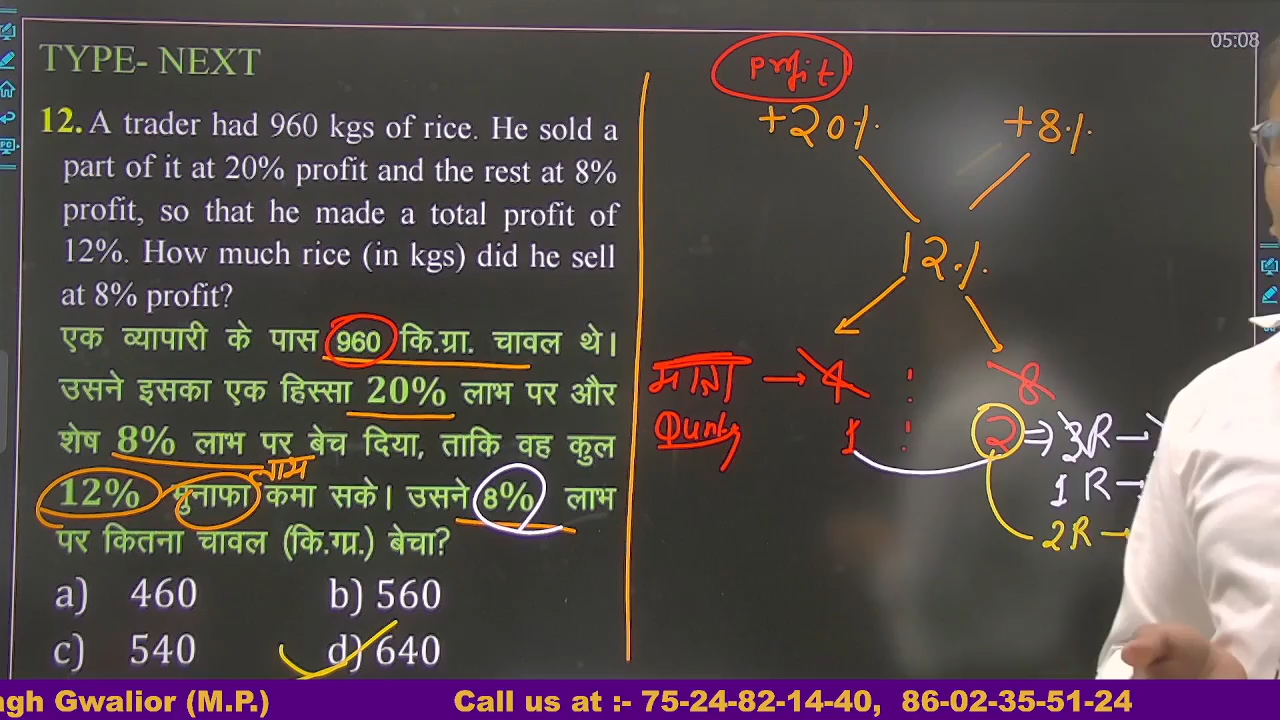 05:08
TYPE- NEXT
12. A trader had 960 kgs of rice. He sold a
part of it at 20% profit and the rest at 8%
profit, so that he made a total profit of
12%. How much rice (in kgs) did he sell
at 8% profit?
एक व्यापारी के पास 960 कि.ग्रा. चावल थे।
उसने इसका एक हिस्सा 20% लाभ पर और
शेष 8% लाभ पर बेच दिया, ताकि वह कुल
लाभ
12% मुनाफा कमा सके। उसने 8% लाभ
पर कितना चावल (कि.ग्रा.) बेचा?
a) 460 b) 560
c) 540 d) 640
Profit
+20% +8%
12%
मात्रा → 4 : 8
1 : 2 ⇒ 3R →
1 R →
2R →
ngh Gwalior (M.P.) Call us at :- 75-24-82-14-40, 86-02-35-51-24